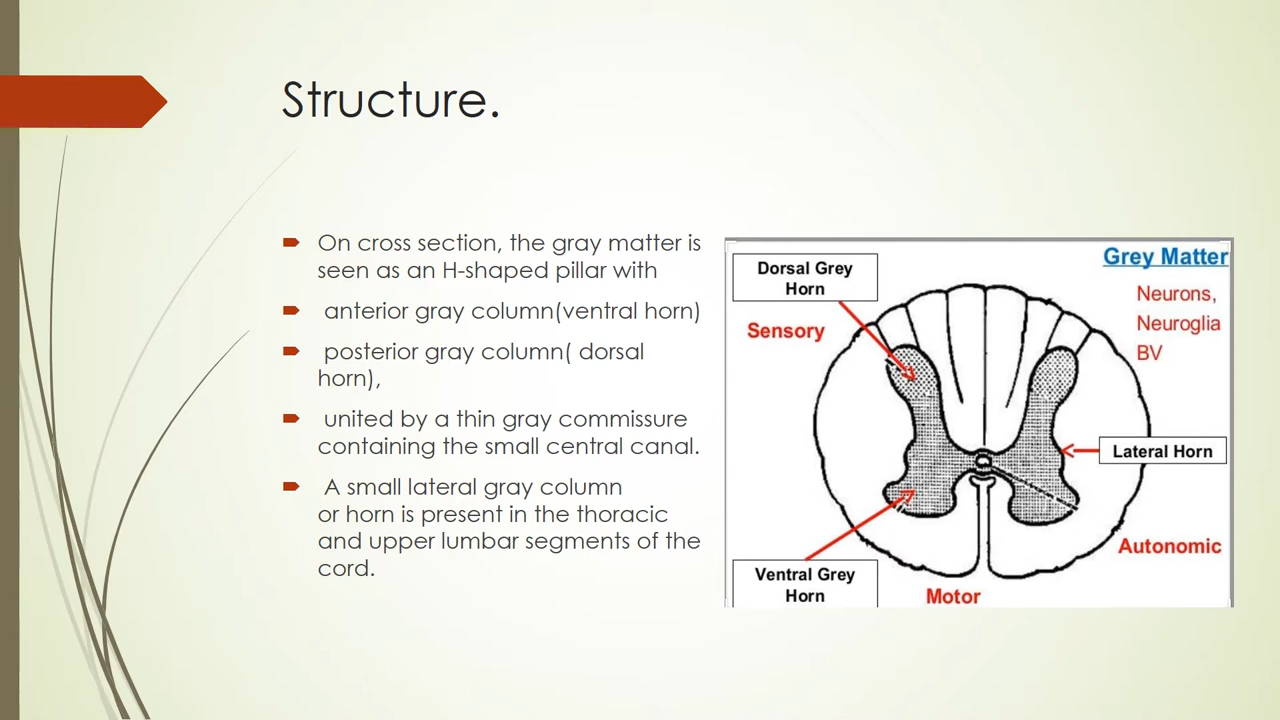 Structure.
On cross section, the gray matter is
seen as an H-shaped pillar with
anterior gray column(ventral horn)
posterior gray column( dorsal
horn),
united by a thin gray commissure
containing the small central canal.
A small lateral gray column
or horn is present in the thoracic
and upper lumbar segments of the
cord.
Grey Matter
Dorsal Grey
Horn
Neurons,
Neuroglia
BV
Sensory
Lateral Horn
Autonomic
Ventral Grey
Horn
Motor